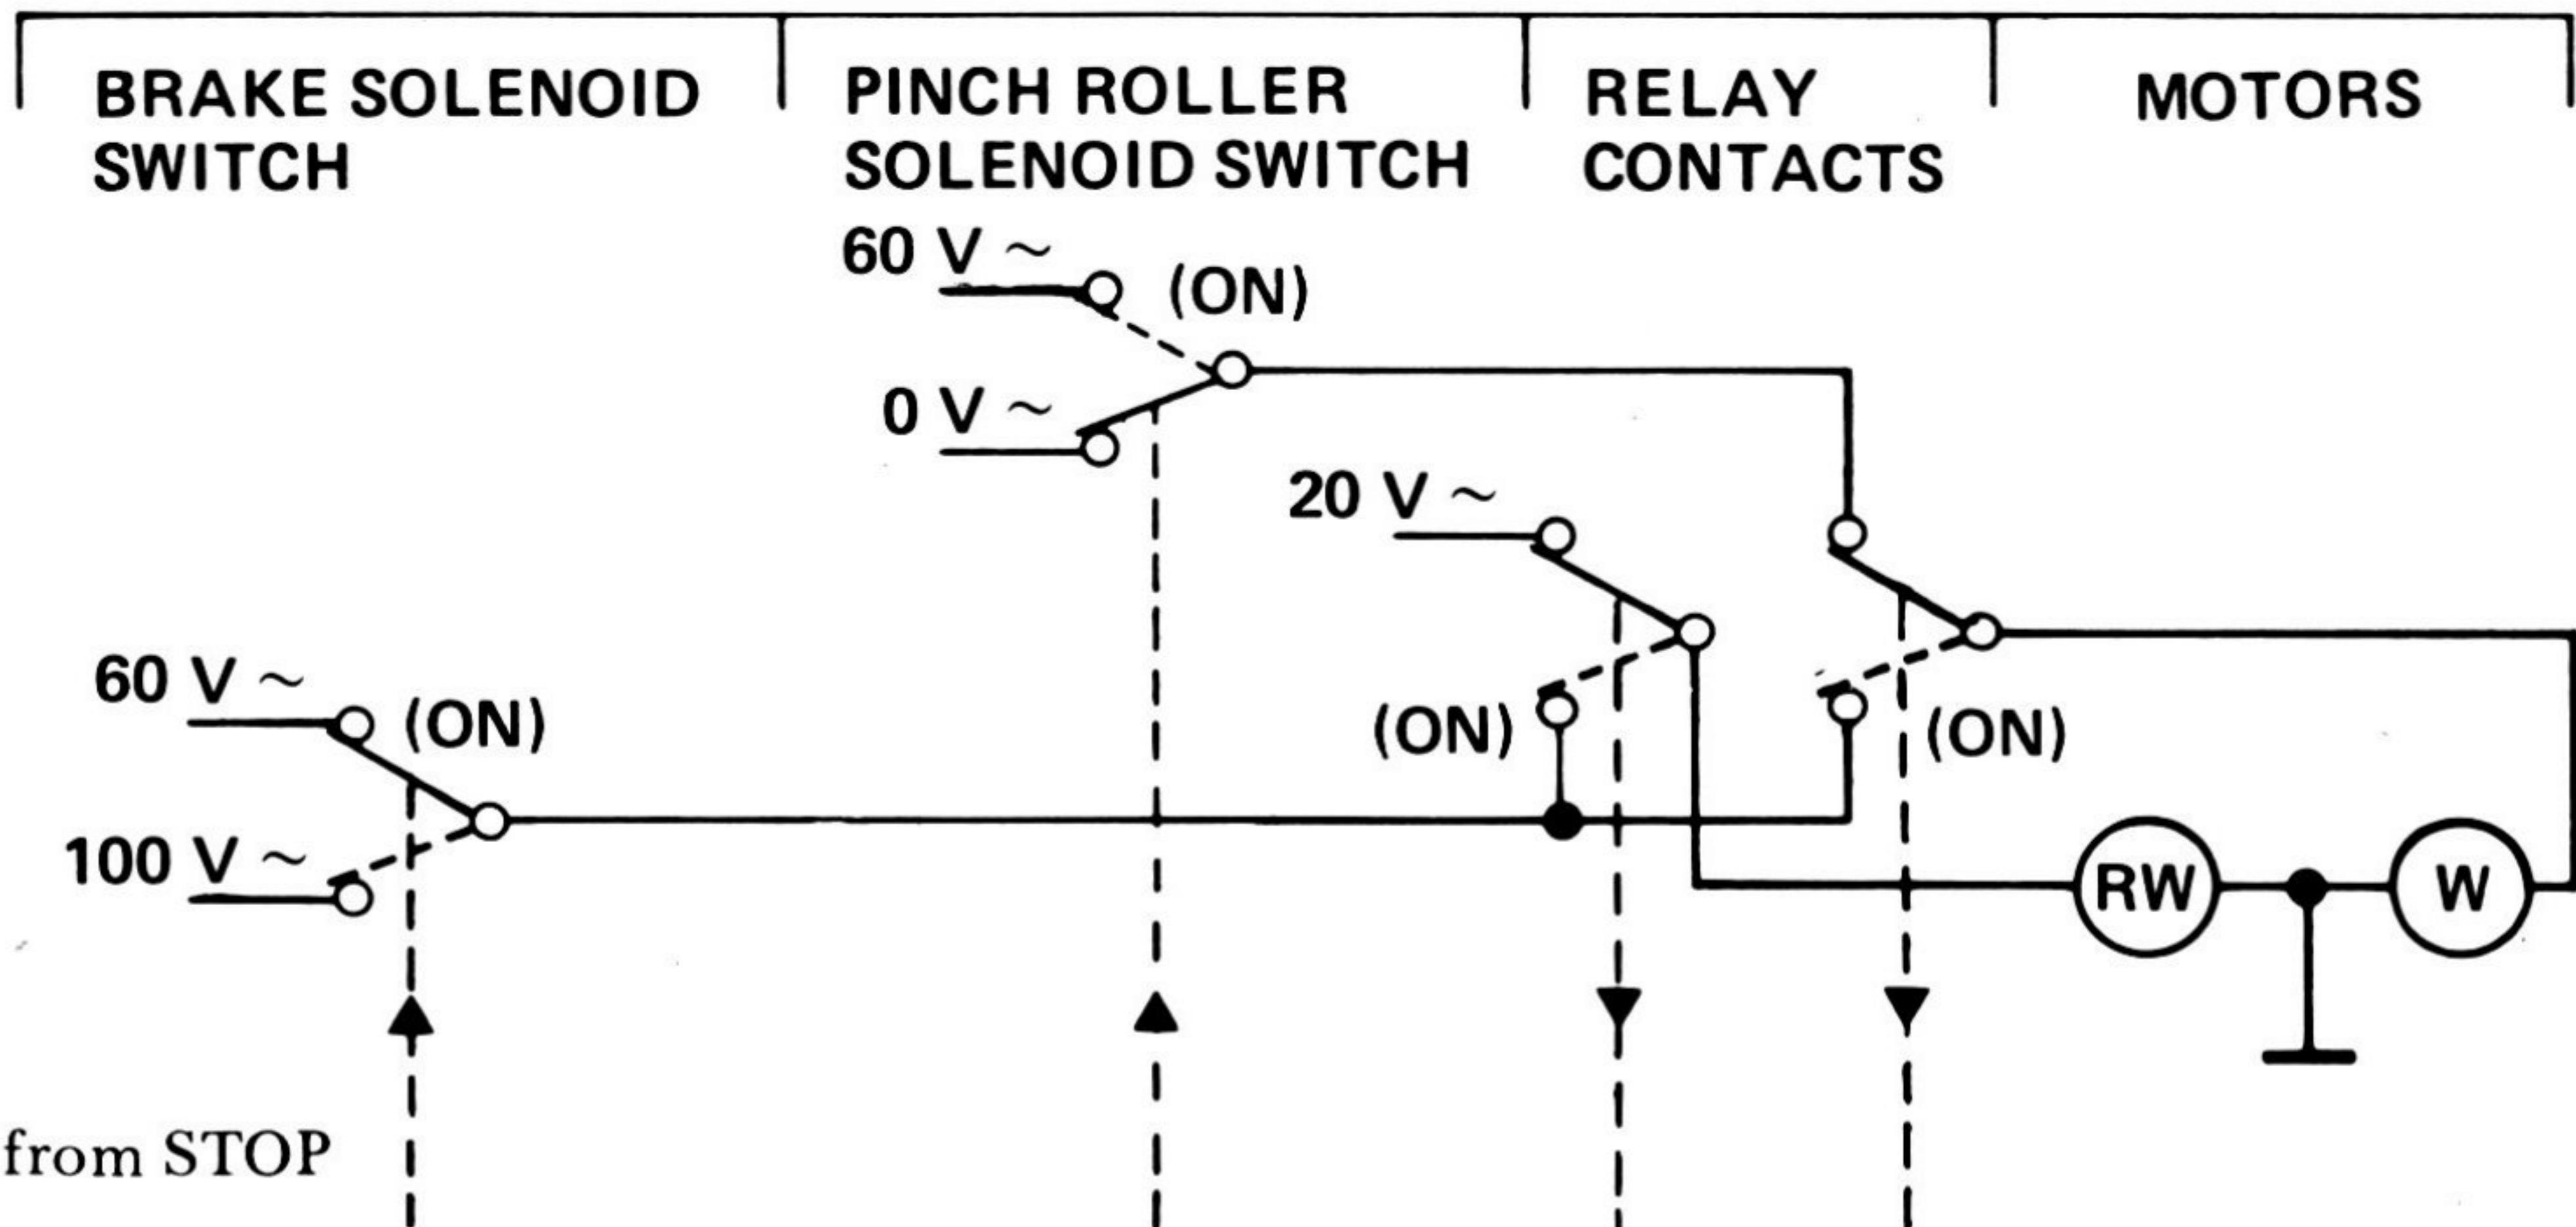 BRAKE SOLENOID
SWITCH
PINCH ROLLER
SOLENOID SWITCH
RELAY
CONTACTS
MOTORS
60 V ~
(ON)
0 V ~
20 V ~
60 V ~
(ON)
(ON)
(ON)
100 V ~
RW
W
from STOP